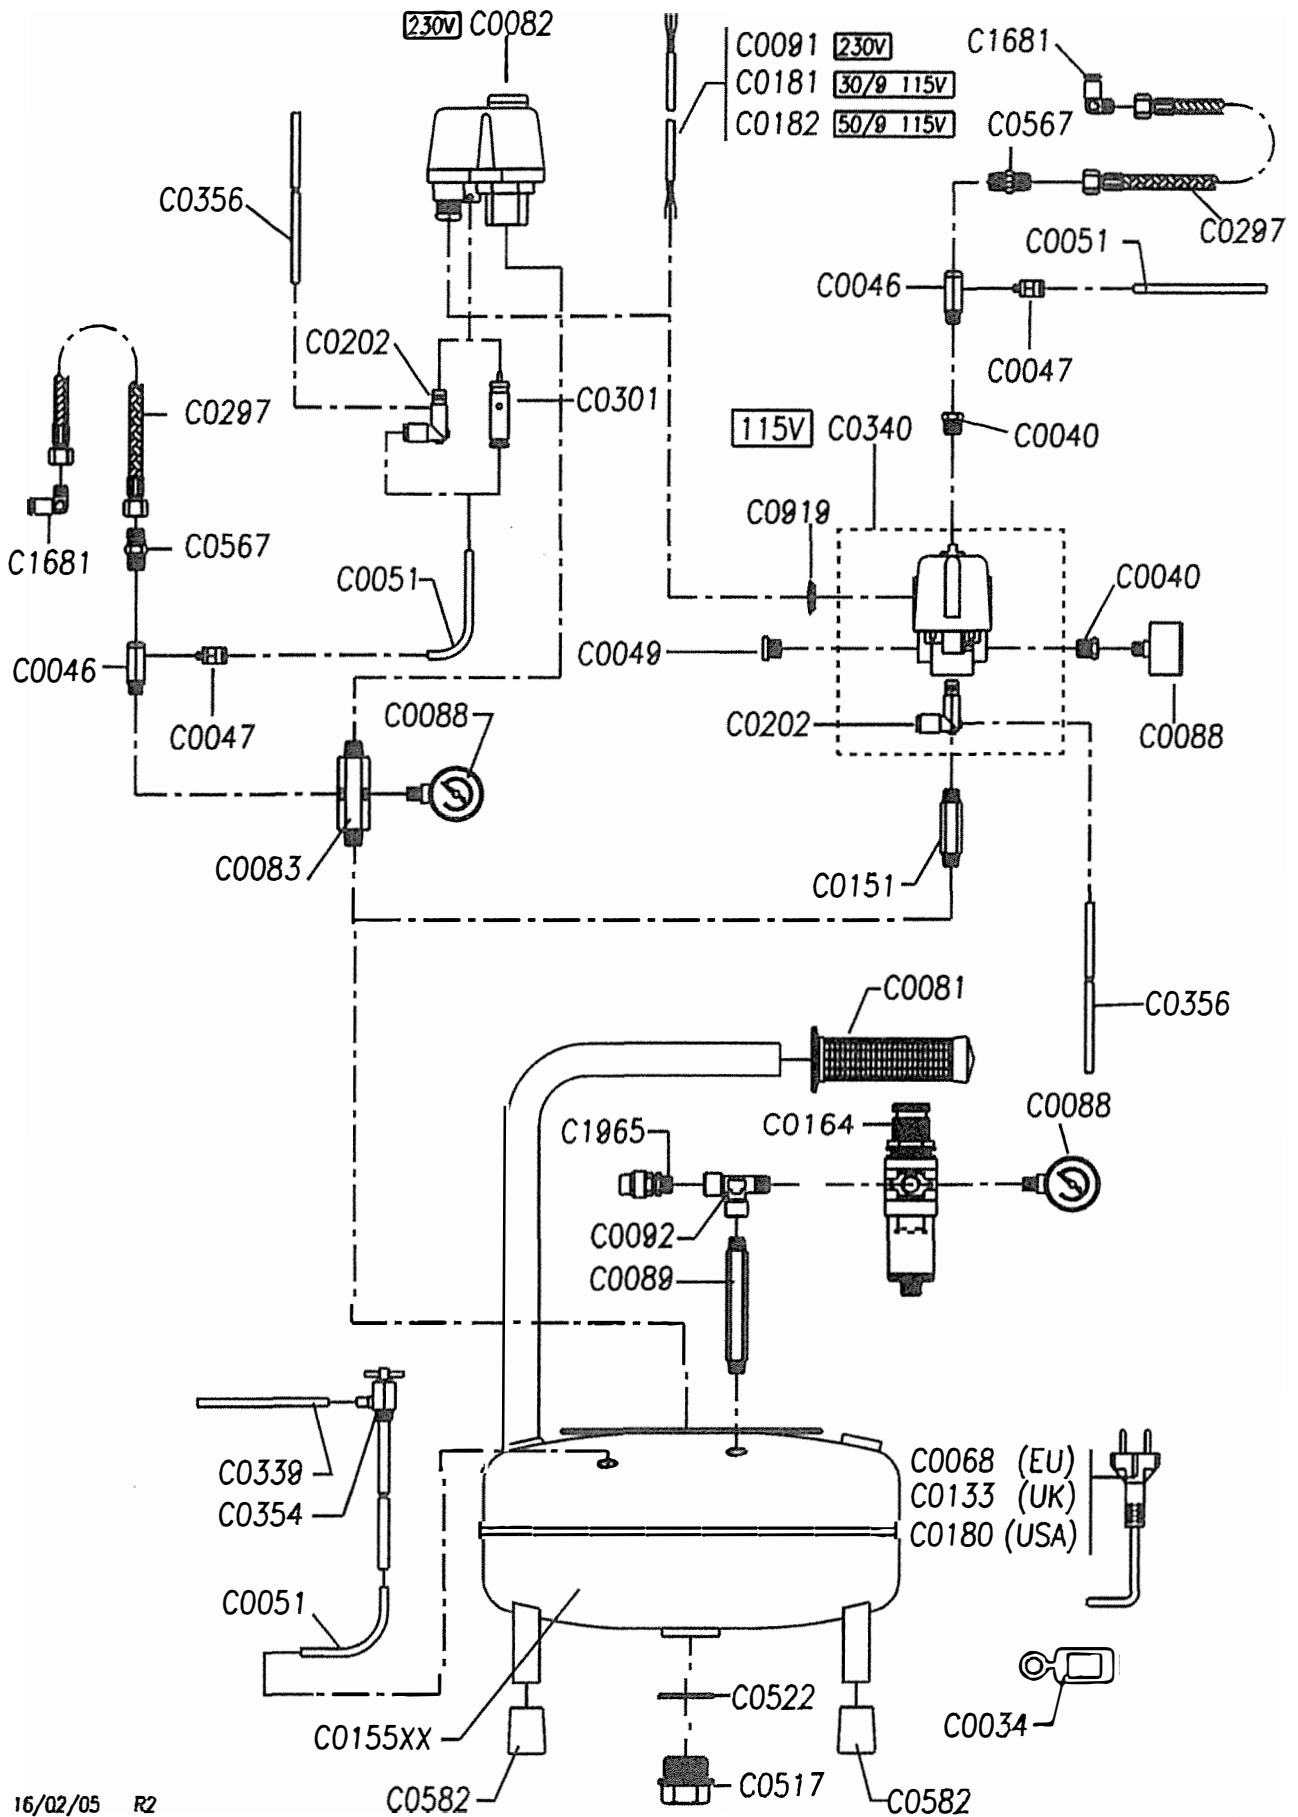 230V C0082
C0091 230V
C0181 30/9 115V
C0182 50/9 115V
C1681
C0567
C0356
C0297
C0051
C0046
C0202
C0047
C0297
C0301
115V C0340
C0040
C0919
C1681
C0567
C0051
C0040
C0046
C0049
C0047
C0088
C0202
C0088
C0083
C0151
C0081
C0356
C1965
C0164
C0088
C0092
C0089
C0339
C0354
C0068 (EU)
C0133 (UK)
C0180 (USA)
C0051
C0155XX
C0522
C0034
C0582
C0517
C0582
16/02/05 R2